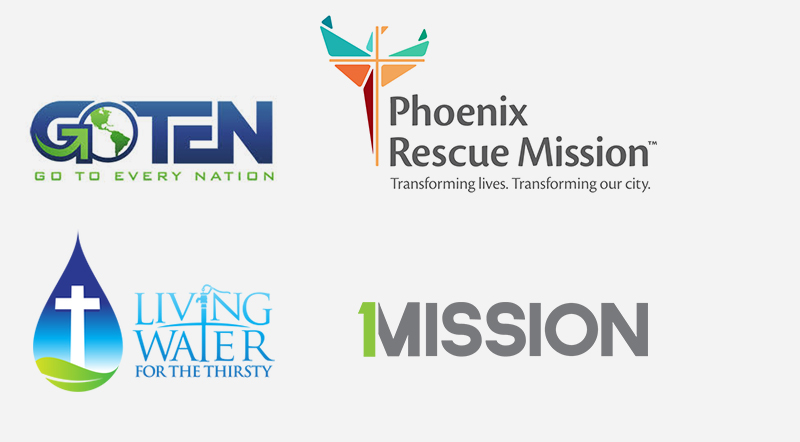 GOTEN
GO TO EVERY NATION
Phoenix
Rescue Mission™
Transforming lives. Transforming our city.
LIVING
WATER
FOR THE THIRSTY
1MISSION